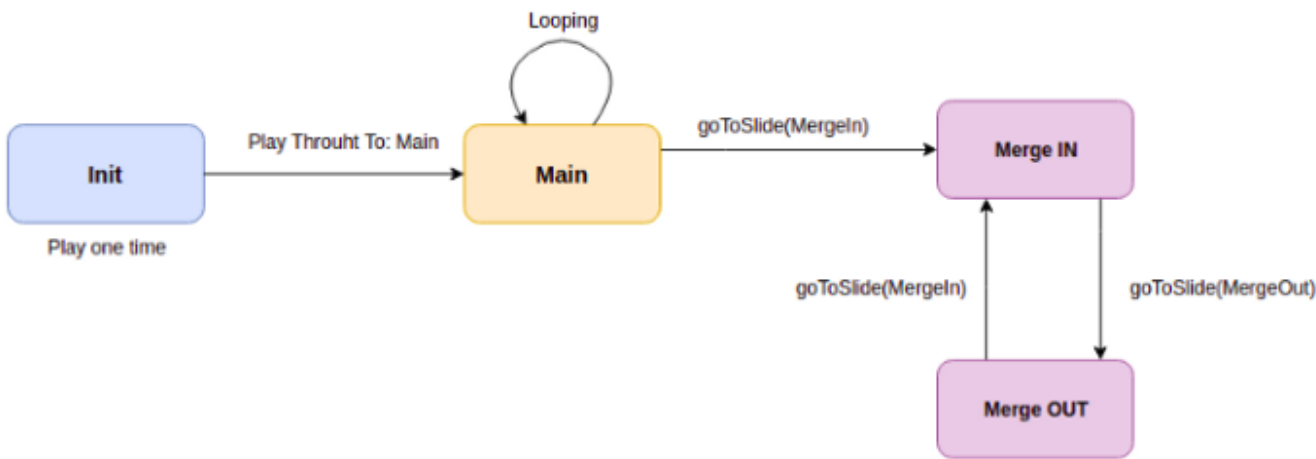 Looping
Play Throuht To: Main
goToSlide(MergeIn)
Init
Main
Merge IN
Play one time
goToSlide(MergeIn)
goToSlide(MergeOut)
Merge OUT